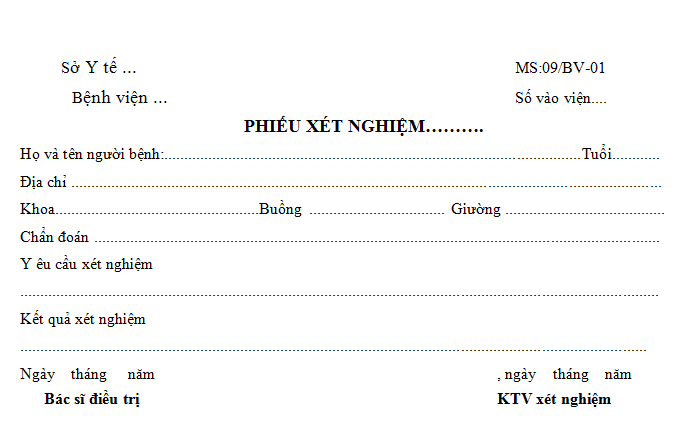 Sở Y tế ... MS:09/BV-01
Bệnh viện ... Số vào viện....
PHIẾU XÉT NGHIỆM……….
Họ và tên người bệnh:............................................................Tuổi............
Địa chỉ ............................................................
Khoa..............................Buồng .............................. Giường ..............................
Chẩn đoán ............................................................
Y êu cầu xét nghiệm
............................................................
Kết quả xét nghiệm
............................................................
Ngày tháng năm , ngày tháng năm
Bác sĩ điều trị KTV xét nghiệm